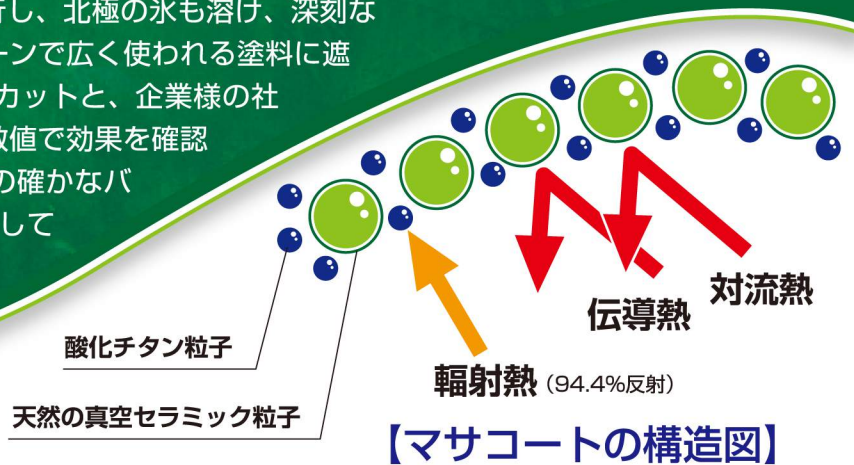 し、北極の氷も溶け、深刻な
ーンで広く使われる塗料に遮
カットと、企業様の社
数値で効果を確認
の確かなバ
して
対流熱
伝導熱
酸化チタン粒子
輻射熱（94.4%反射）
天然の真空セラミック粒子
【マサコートの構造図】